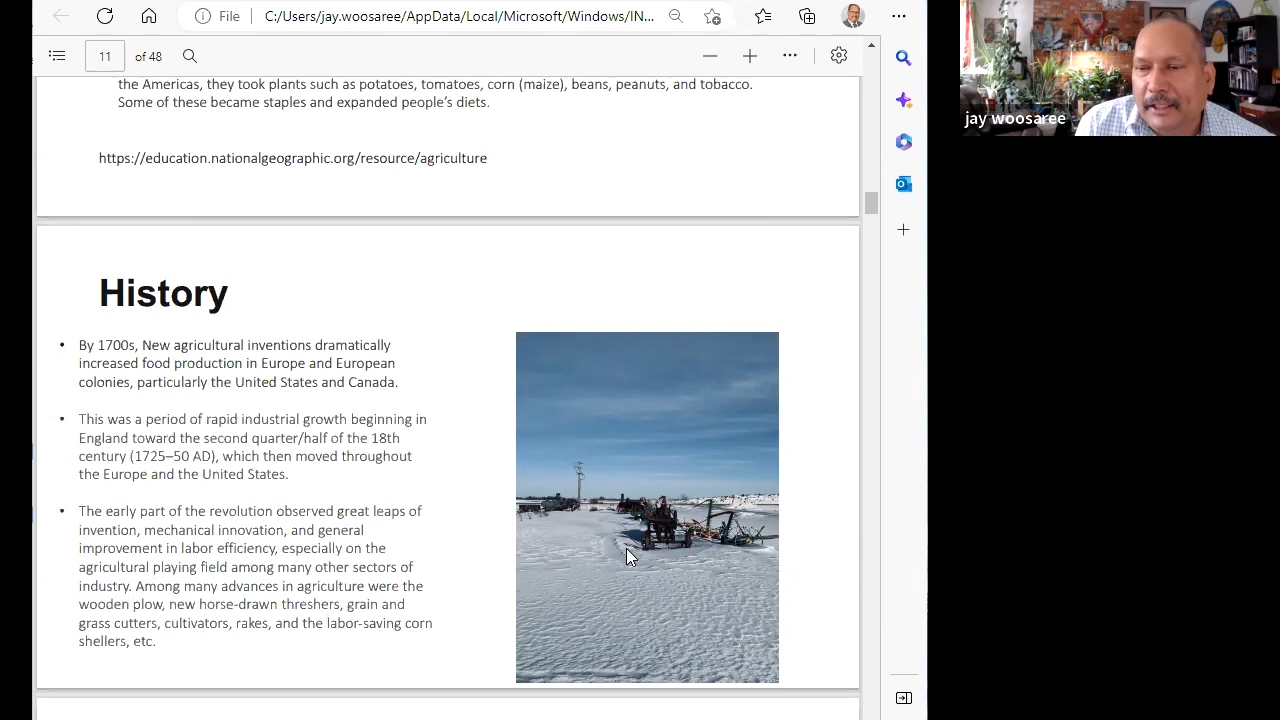 File
C:/Users/jay.woosaree/AppData/Local/Microsoft/Windows/IN...
11
of 48
the Americas, they took plants such as potatoes, tomatoes, corn (maize), beans, peanuts, and tobacco.
Some of these became staples and expanded people's diets.
https://education.nationalgeographic.org/resource/agriculture
History
• By 1700s, New agricultural inventions dramatically
increased food production in Europe and European
colonies, particularly the United States and Canada.
• This was a period of rapid industrial growth beginning in
England toward the second quarter/half of the 18th
century (1725–50 AD), which then moved throughout
the Europe and the United States.
• The early part of the revolution observed great leaps of
invention, mechanical innovation, and general
improvement in labor efficiency, especially on the
agricultural playing field among many other sectors of
industry. Among many advances in agriculture were the
wooden plow, new horse-drawn threshers, grain and
grass cutters, cultivators, rakes, and the labor-saving corn
shellers, etc.
jay woosaree